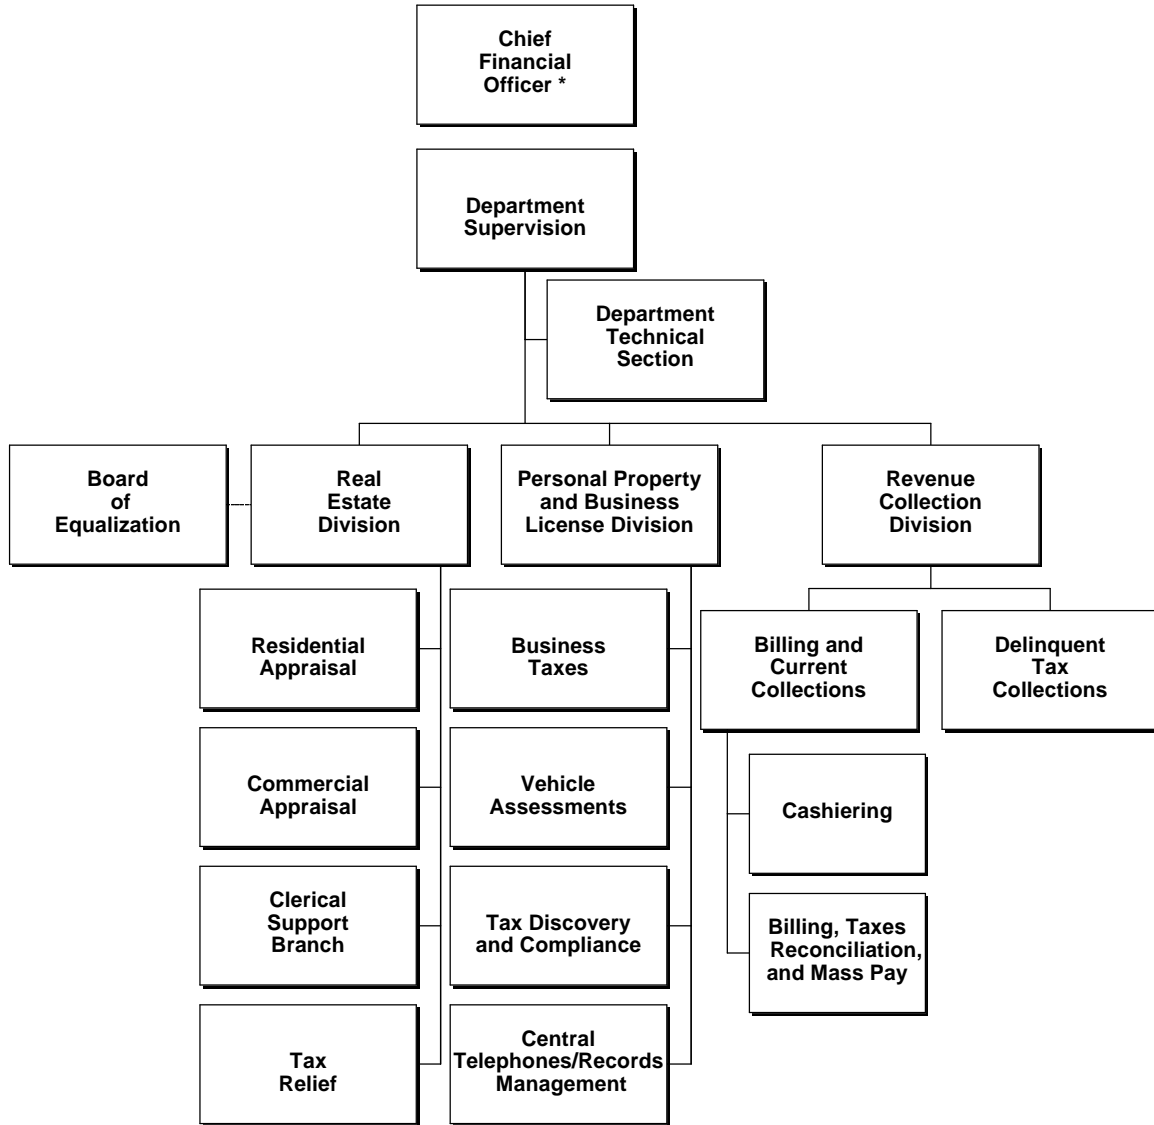 Chief
Financial
Officer *
Department
Supervision
Department
Technical
Section
Board
of
Equalization
Real
Estate
Division
Personal Property
and Business
License Division
Revenue
Collection
Division
Residential
Appraisal
Business
Taxes
Billing and
Current
Collections
Delinquent
Tax
Collections
Commercial
Appraisal
Vehicle
Assessments
Cashiering
Clerical
Support
Branch
Tax Discovery
and Compliance
Billing, Taxes
Reconciliation,
and Mass Pay
Tax
Relief
Central
Telephones/Records
Management